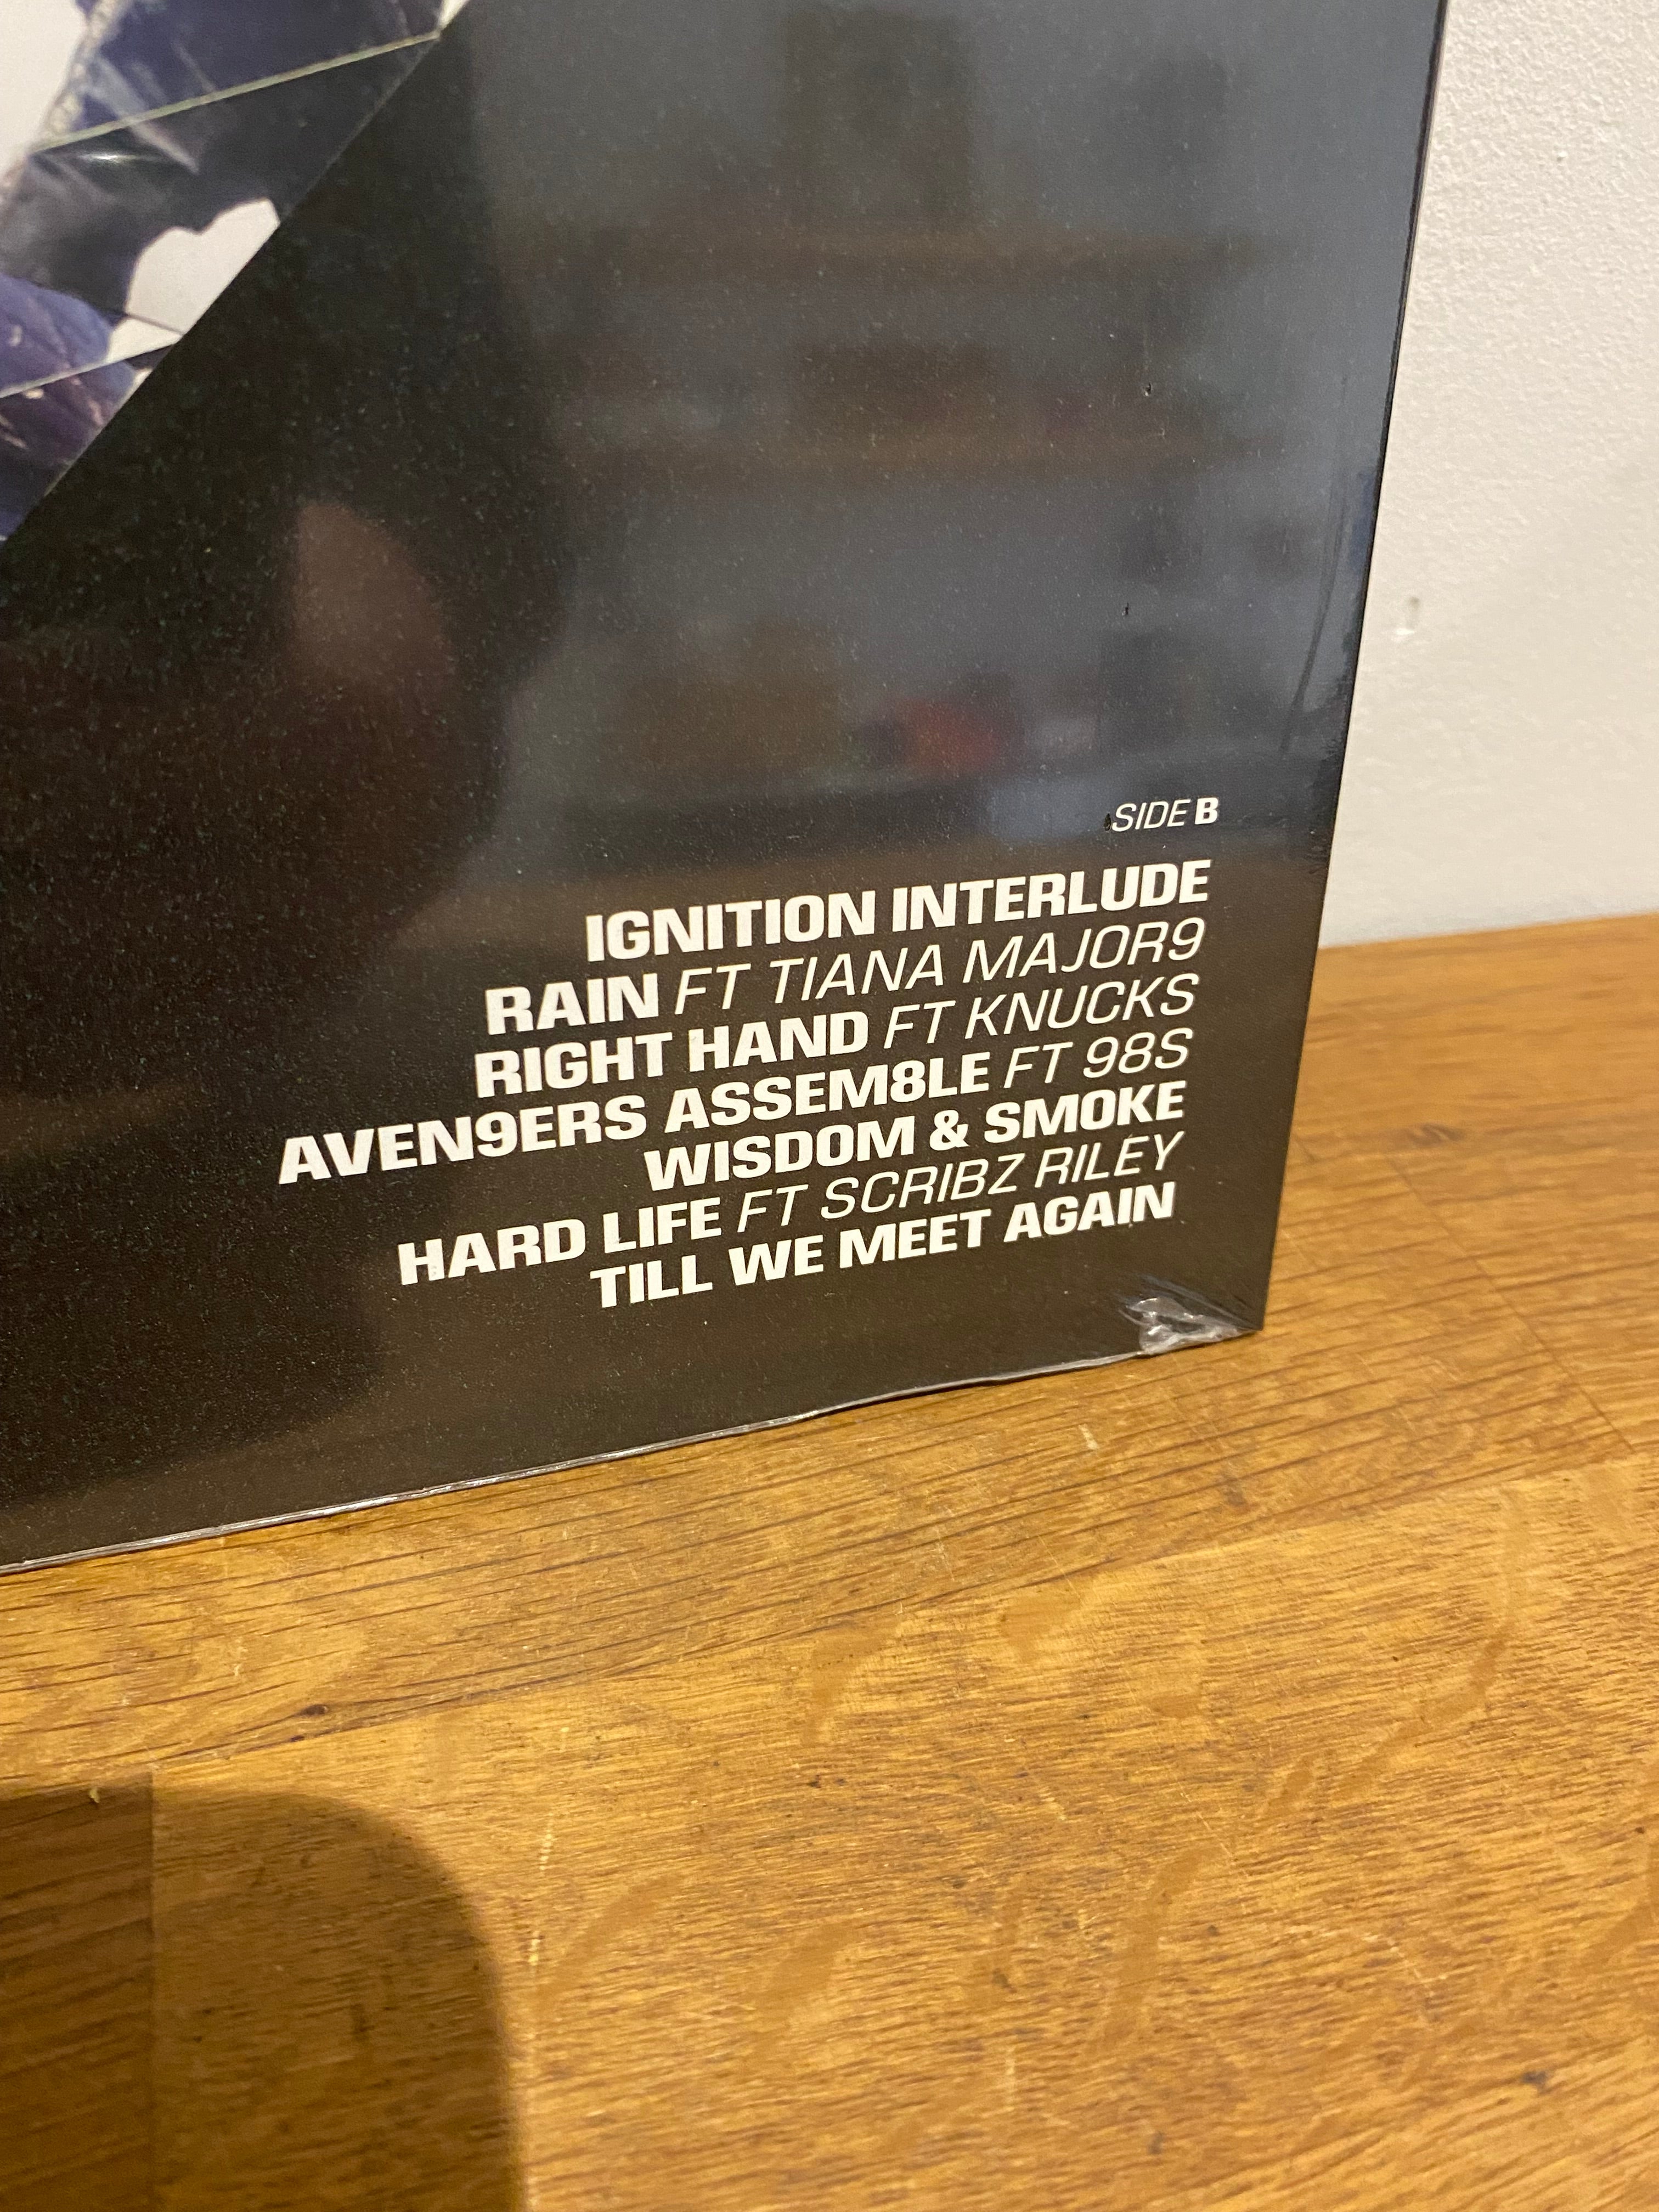 SIDE B
IGNITION INTERLUDE
RAIN FT TIANA MAJOR9
RIGHT HAND FT KNUCKS
AVEN9ERS ASSEM8LE FT 98S
WISDOM & SMOKE
HARD LIFE FT SCRIBZ RILEY
TILL WE MEET AGAIN